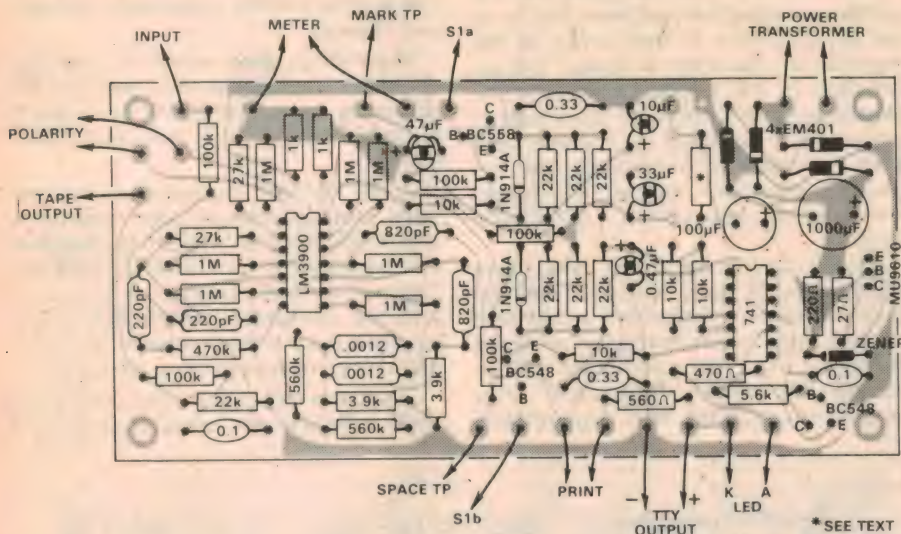 POWER
TRANSFORMER
MARK TP
METER
S1a
INPUT
POLARITY
TAPE
OUTPUT
100k
27k
1M
1k
1k
1M
1M
47μF
+
C
B
BC558
E
0.33
10μF
+
1N914A
22k
22k
22k
33μF
+
*
4xEM401
100k
10k
100k
100μF
+
1000μF
+
27k
1M
1M
220pF
220pF
470k
100k
22k
0.1
LM3900
820pF
1M
1M
820pF
1N914A
22k
22k
22k
0.47μF
+
10k
10k
741
220Ω
27Ω
E
B
C
MU9610
ZENER
560k
.0012
.0012
3.9k
560k
3.9k
100k
C
E
BC548
B
10k
0.33
560Ω
470Ω
5.6k
0.1
B
BC548
C
E
SPACE TP
S1b
PRINT
−
+
TTY
OUTPUT
K
A
LED
* SEE TEXT